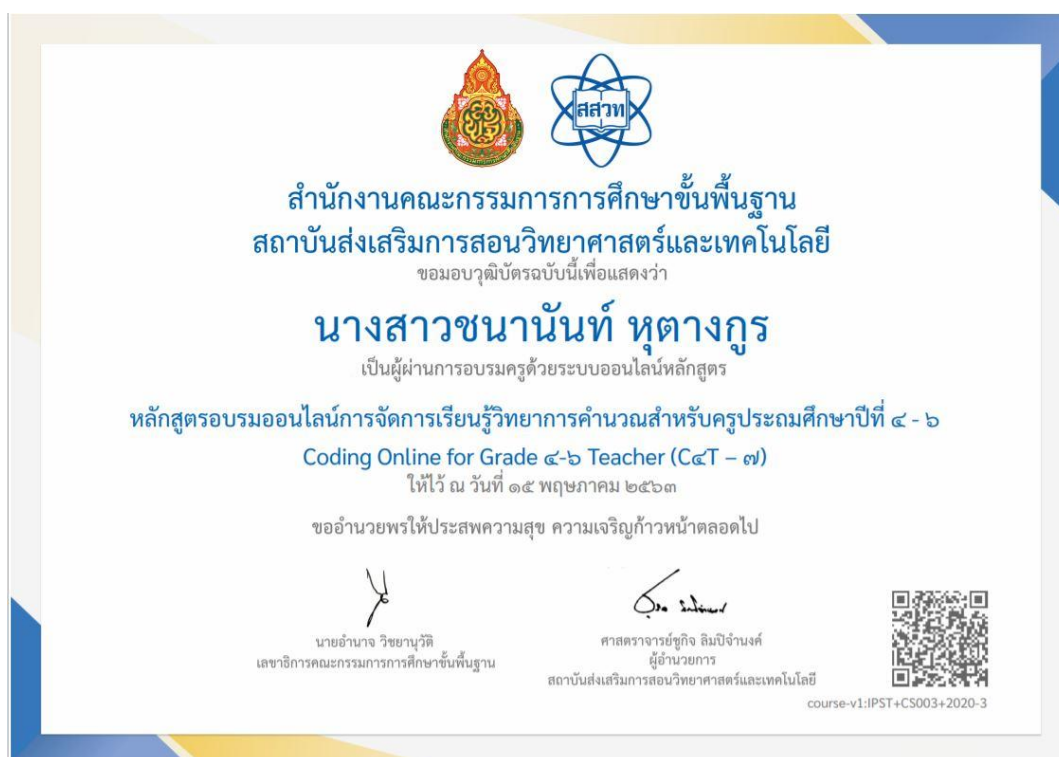 สสวท
สำนักงานคณะกรรมการการศึกษาขั้นพื้นฐาน
สถาบันส่งเสริมการสอนวิทยาศาสตร์และเทคโนโลยี
ขอมอบวุฒิบัตรฉบับนี้เพื่อแสดงว่า
นางสาวชนานันท์ หุตางกูร
เป็นผู้ผ่านการอบรมครูด้วยระบบออนไลน์หลักสูตร
หลักสูตรอบรมออนไลน์การจัดการเรียนรู้วิทยาการคำนวณสำหรับครูประถมศึกษาปีที่ ๔ - ๖
Coding Online for Grade ๔-๖ Teacher (C๔T – ๗)
ให้ไว้ ณ วันที่ ๑๕ พฤษภาคม ๒๕๖๓
ขออำนวยพรให้ประสพความสุข ความเจริญก้าวหน้าตลอดไป
นายอำนาจ วิชยานุวัติ
เลขาธิการคณะกรรมการการศึกษาขั้นพื้นฐาน
ศาสตราจารย์ชูกิจ ลิมปิจำนงค์
ผู้อำนวยการ
สถาบันส่งเสริมการสอนวิทยาศาสตร์และเทคโนโลยี
course-v1:IPST+CS003+2020-3